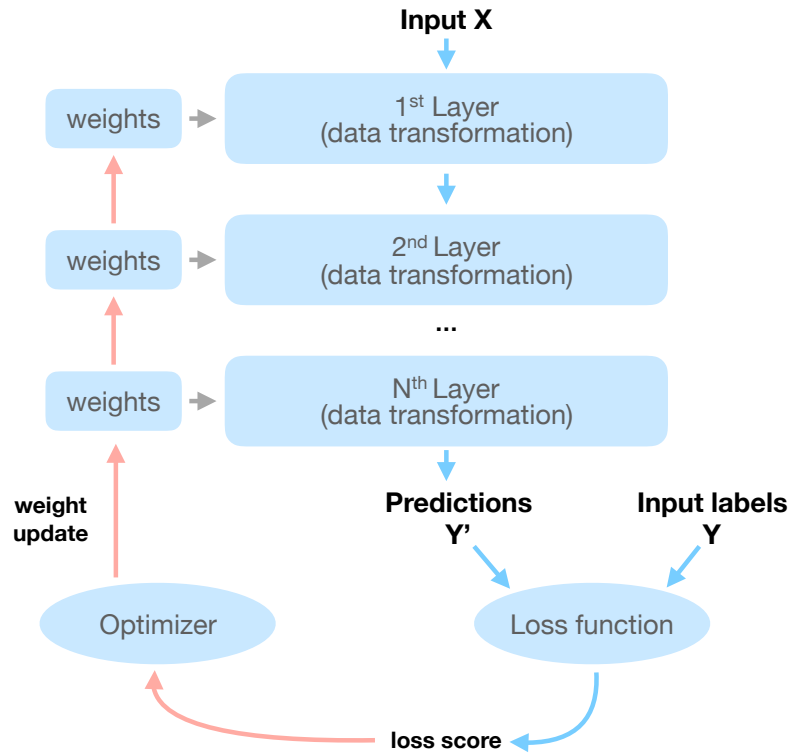 Input X
weights
1st Layer
(data transformation)
weights
2nd Layer
(data transformation)
...
weights
Nth Layer
(data transformation)
weight
update
Predictions
Y’
Input labels
Y
Optimizer
Loss function
loss score